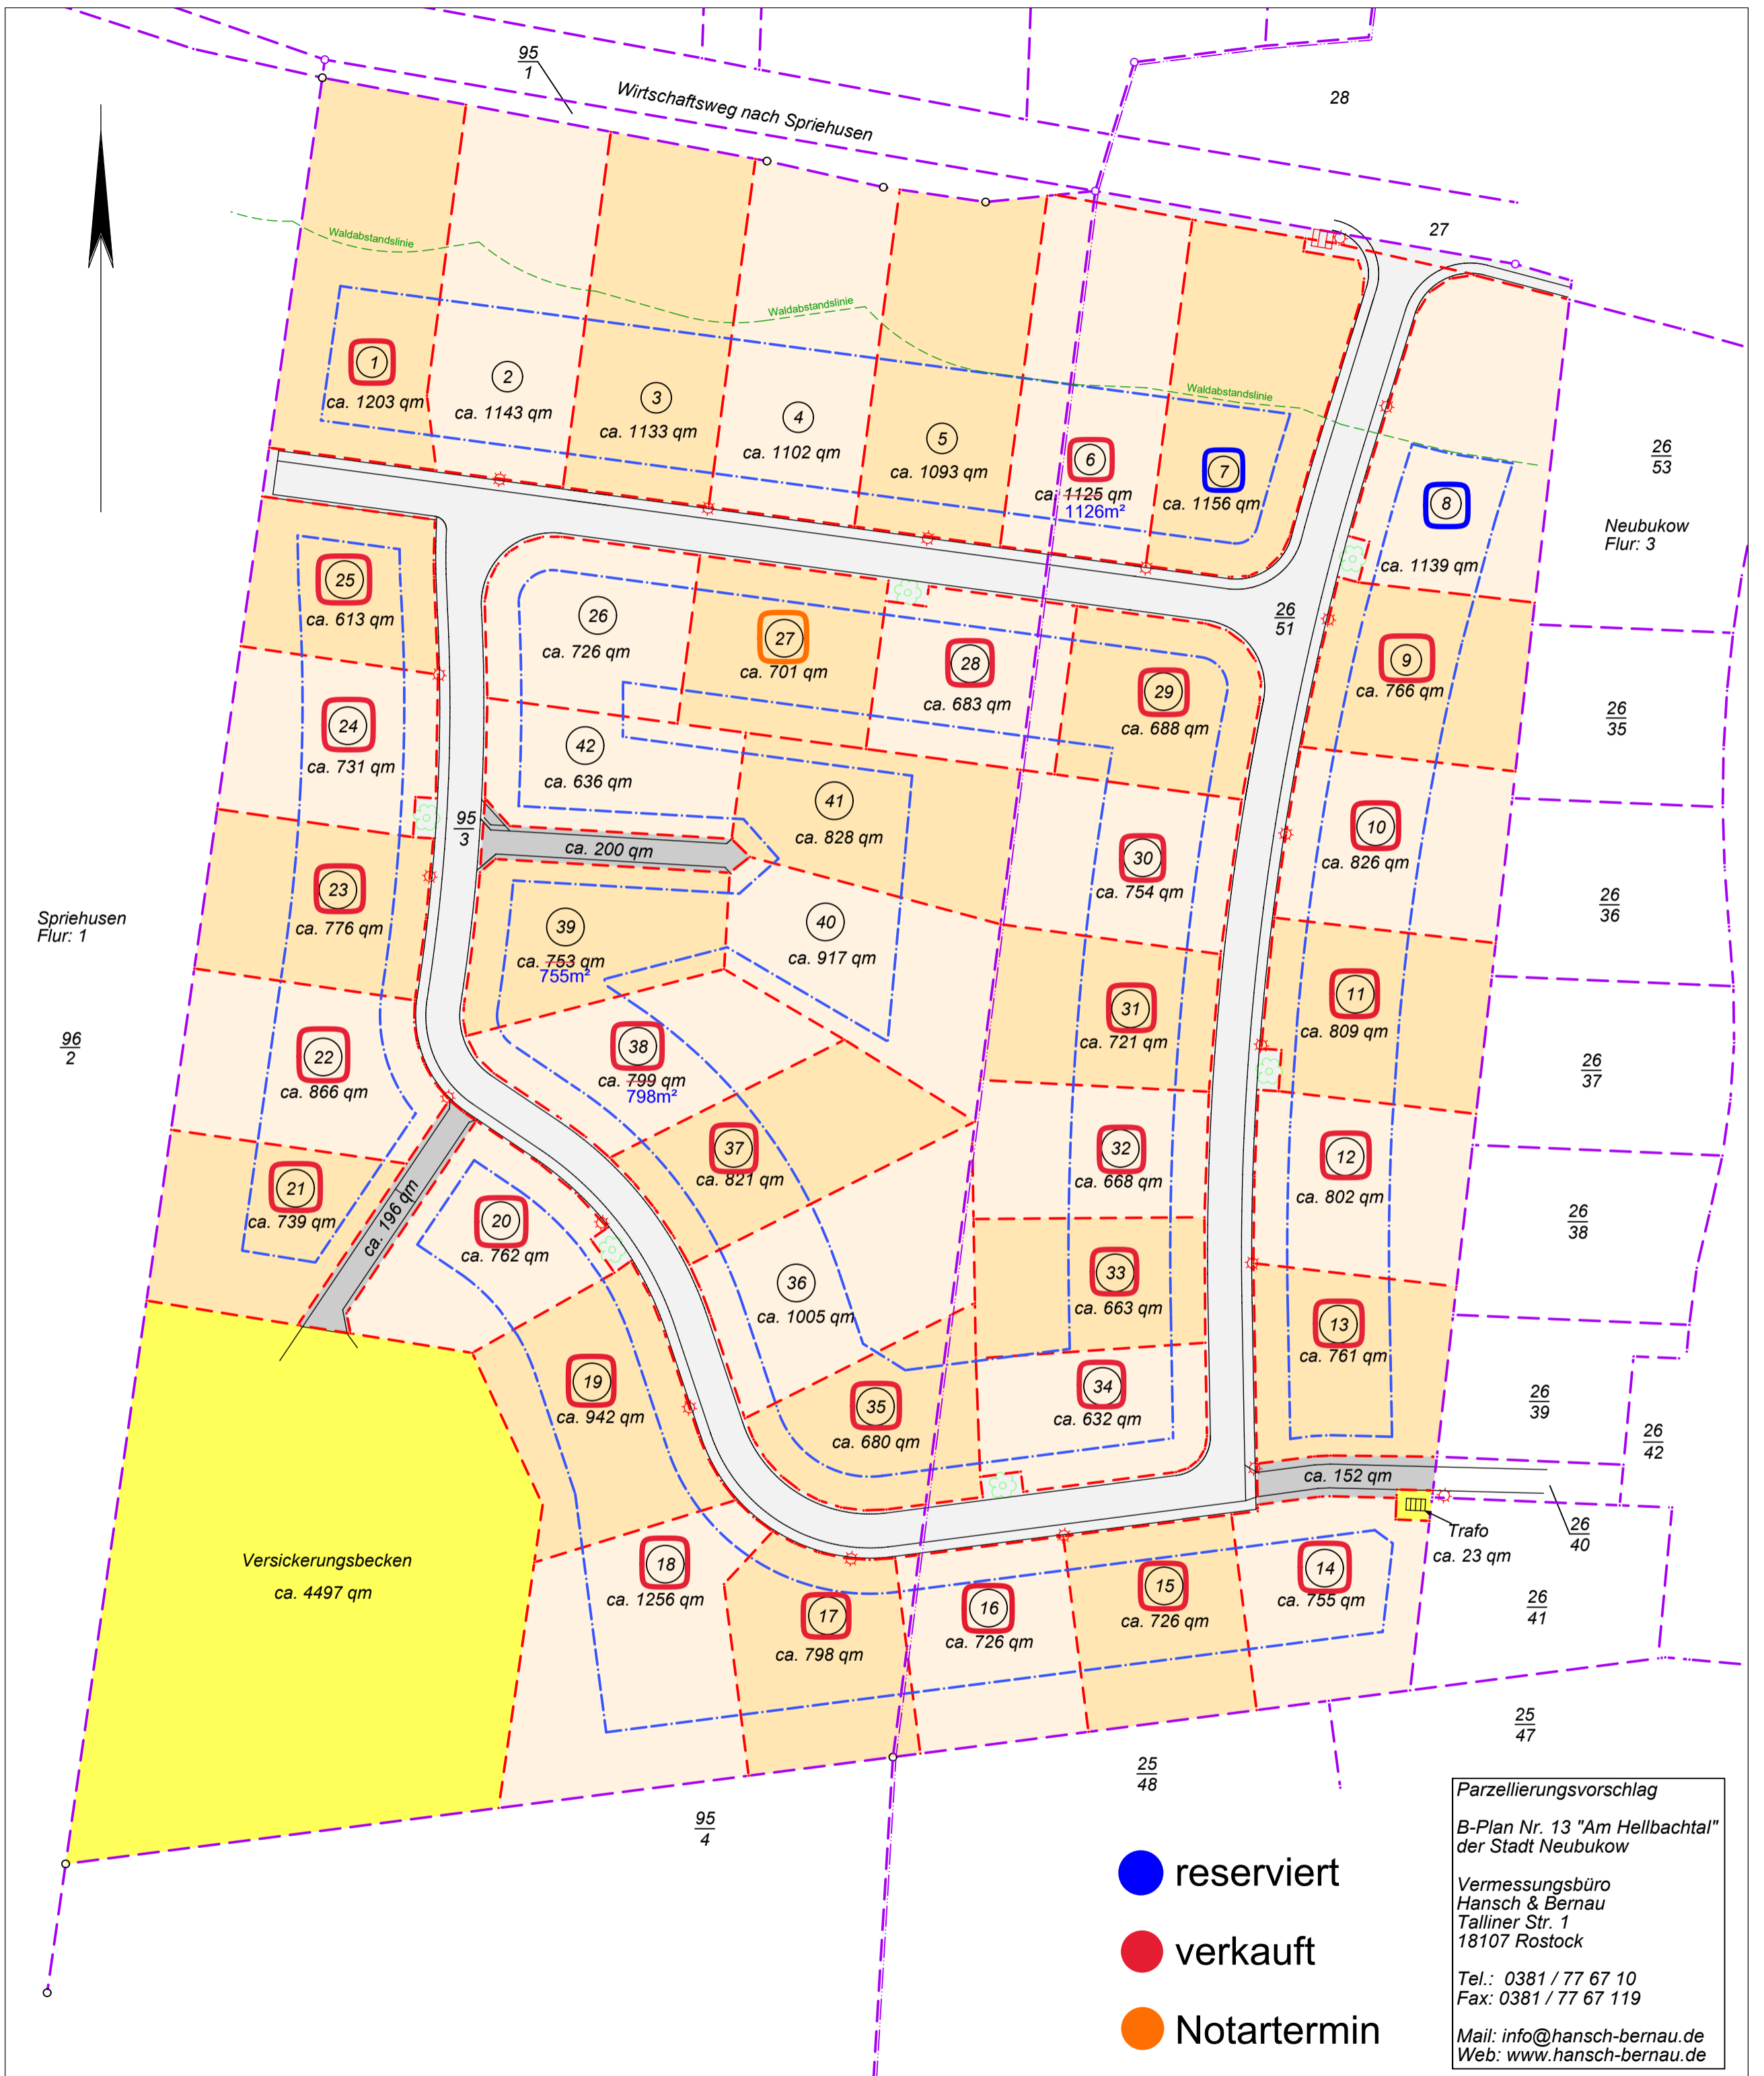 95
1
Wirtschaftsweg nach Spriehusen
28
27
Waldabstandslinie
Waldabstandslinie
Waldabstandslinie
1
ca. 1203 qm
2
ca. 1143 qm
3
ca. 1133 qm
4
ca. 1102 qm
5
ca. 1093 qm
6
ca. 1125 qm
1126m²
7
ca. 1156 qm
8
ca. 1139 qm
26
53
Neubukow
Flur: 3
25
ca. 613 qm
26
ca. 726 qm
27
ca. 701 qm
28
ca. 683 qm
29
ca. 688 qm
26
51
9
ca. 766 qm
26
35
24
ca. 731 qm
42
ca. 636 qm
41
ca. 828 qm
95
3
ca. 200 qm
30
ca. 754 qm
10
ca. 826 qm
26
36
Spriehusen
Flur: 1
23
ca. 776 qm
39
ca. 753 qm
755m²
40
ca. 917 qm
31
ca. 721 qm
11
ca. 809 qm
26
37
96
2
22
ca. 866 qm
38
ca. 799 qm
798m²
37
ca. 821 qm
32
ca. 668 qm
12
ca. 802 qm
26
38
21
ca. 739 qm
ca. 196 qm
20
ca. 762 qm
36
ca. 1005 qm
33
ca. 663 qm
13
ca. 761 qm
19
ca. 942 qm
35
ca. 680 qm
34
ca. 632 qm
26
39
26
42
ca. 152 qm
Trafo
ca. 23 qm
26
40
Versickerungsbecken
ca. 4497 qm
18
ca. 1256 qm
17
ca. 798 qm
16
ca. 726 qm
15
ca. 726 qm
14
ca. 755 qm
26
41
25
47
25
48
95
4
reserviert
verkauft
Notartermin
Parzellierungsvorschlag
B-Plan Nr. 13 "Am Hellbachtal"
der Stadt Neubukow
Vermessungsbüro
Hansch & Bernau
Talliner Str. 1
18107 Rostock
Tel.: 0381 / 77 67 10
Fax: 0381 / 77 67 119
Mail: info@hansch-bernau.de
Web: www.hansch-bernau.de